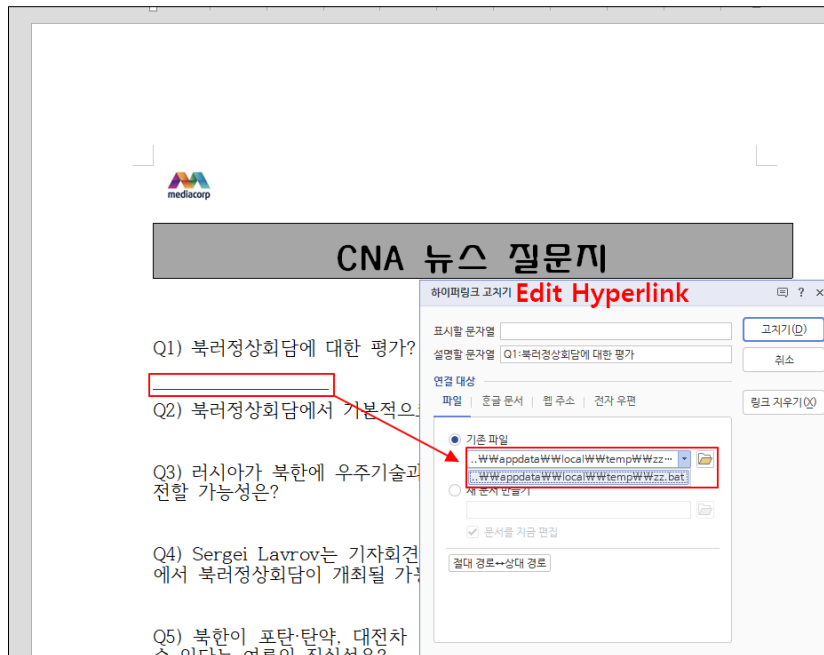 mediacorp
CNA 뉴스 질문지
하이퍼링크 고치기 Edit Hyperlink
표시할 문자열
고치기(D)
설명할 문자열 Q1:북러정상회담에 대한 평가
취소
연결 대상
파일 | 호글 문서 | 웹 주소 | 전자 우편
링크 지우기(X)
기존 파일
..₩₩appdata₩₩local₩₩temp₩₩zz···
..₩₩appdata₩₩local₩₩temp₩₩zz.bat
새 문서 만들기
문서를 지금 편집
절대 경로↔상대 경로
Q1) 북러정상회담에 대한 평가?
Q2) 북러정상회담에서 기본적으
Q3) 러시아가 북한에 우주기술과
전할 가능성은?
Q4) Sergei Lavrov는 기자회견
에서 북러정상회담이 개최될 가
Q5) 북한이 포탄·탄약, 대전차